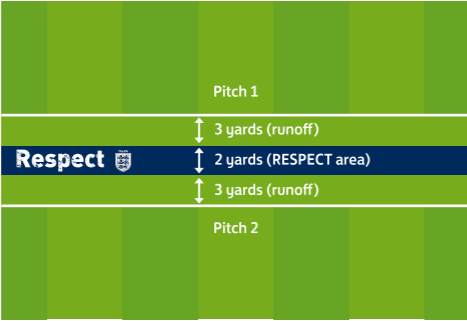 Pitch 1
3 yards (runoff)
Respect
2 yards (RESPECT area)
3 yards (runoff)
Pitch 2